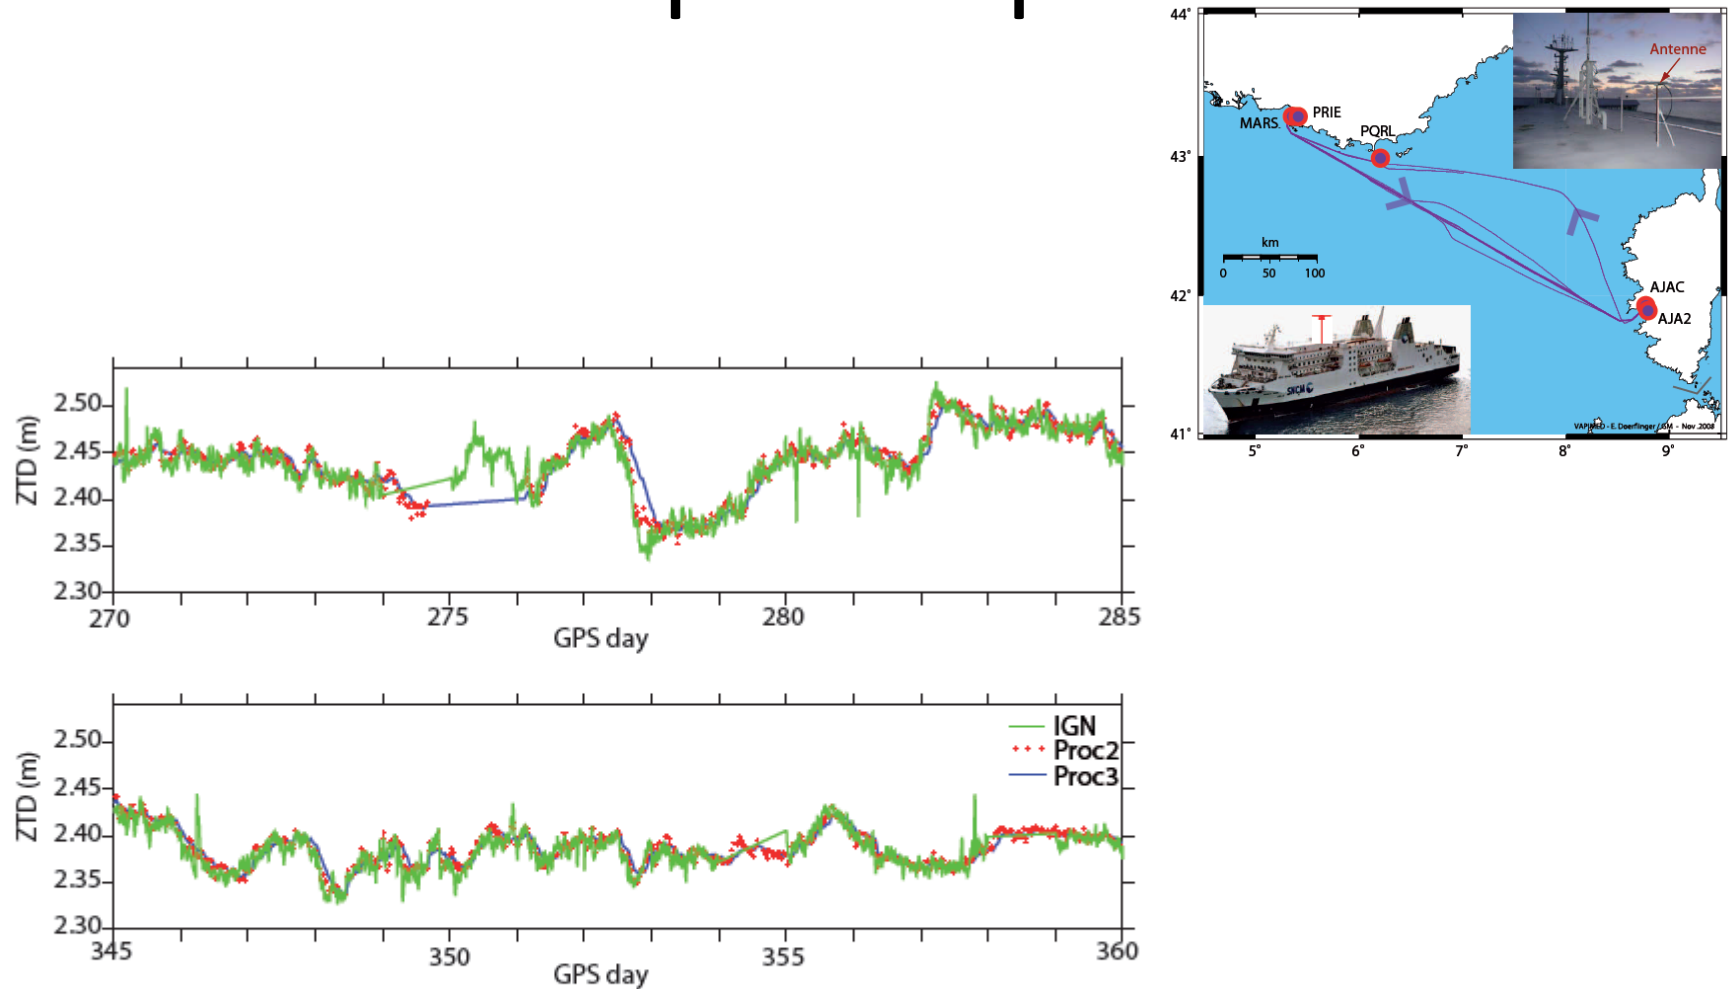 44°
Antenne
MARS
PRIE
PQRL
43°
km
0 50 100
42°
AJAC
AJA2
SNCM
VAPIMED - E. Doerflinger / GM - Nov. 2008
41°
5° 6° 7° 8° 9°
ZTD (m)
2.50
2.45
2.40
2.35
2.30
270 275 280 285
GPS day
ZTD (m)
2.50
2.45
2.40
2.35
2.30
IGN
Proc2
Proc3
345 350 355 360
GPS day